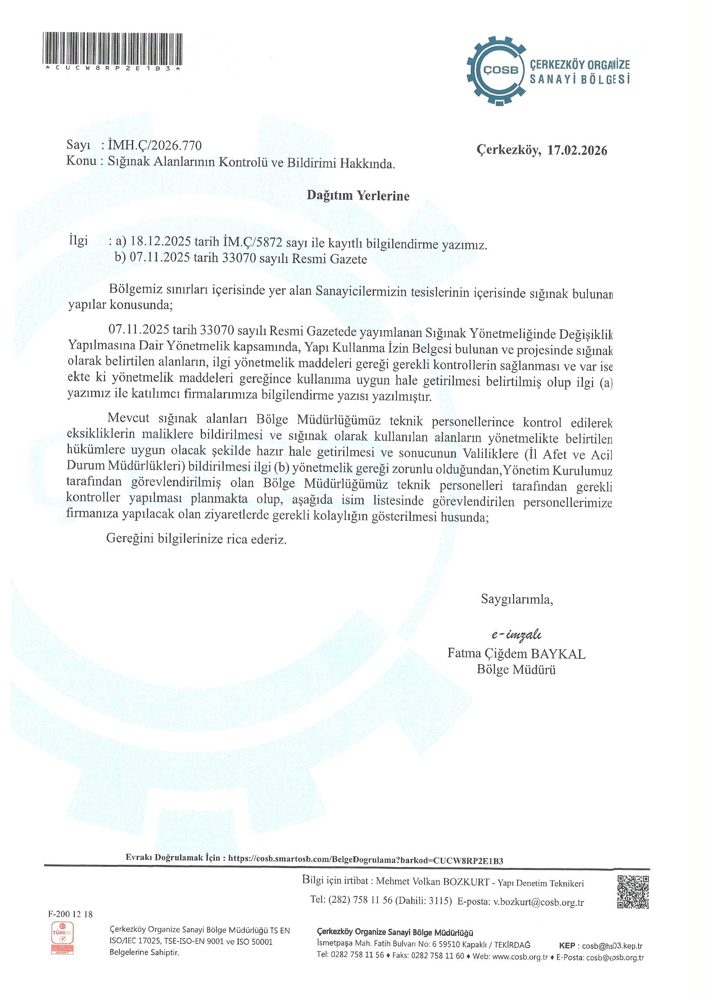 *CUCW8RP2E1B3*
ÇOSB
ÇERKEZKÖY ORGANİZE
SANAYİ BÖLGESİ
Sayı : İMH.Ç/2026.770
Çerkezköy, 17.02.2026
Konu : Sığınak Alanlarının Kontrolü ve Bildirimi Hakkında.
Dağıtım Yerlerine
İlgi : a) 18.12.2025 tarih İM.Ç/5872 sayı ile kayıtlı bilgilendirme yazımız.
b) 07.11.2025 tarih 33070 sayılı Resmi Gazete
Bölgemiz sınırları içerisinde yer alan Sanayicilermizin tesislerinin içerisinde sığınak bulunan
yapılar konusunda;
07.11.2025 tarih 33070 sayılı Resmi Gazetede yayımlanan Sığınak Yönetmeliğinde Değişiklik
Yapılmasına Dair Yönetmelik kapsamında, Yapı Kullanma İzin Belgesi bulunan ve projesinde sığınak
olarak belirtilen alanların, ilgi yönetmelik maddeleri gereği gerekli kontrollerin sağlanması ve var ise
ekte ki yönetmelik maddeleri gereğince kullanıma uygun hale getirilmesi belirtilmiş olup ilgi (a)
yazımız ile katılımcı firmalarımıza bilgilendirme yazısı yazılmıştır.
Mevcut sığınak alanları Bölge Müdürlüğümüz teknik personellerince kontrol edilerek
eksikliklerin maliklere bildirilmesi ve sığınak olarak kullanılan alanların yönetmelikte belirtilen
hükümlere uygun olacak şekilde hazır hale getirilmesi ve sonucunun Valiliklere (İl Afet ve Acil
Durum Müdürlükleri) bildirilmesi ilgi (b) yönetmelik gereği zorunlu olduğundan,Yönetim Kurulumuz
tarafından görevlendirilmiş olan Bölge Müdürlüğümüz teknik personelleri tarafından gerekli
kontroller yapılması planmakta olup, aşağıda isim listesinde görevlendirilen personellerimize
firmanıza yapılacak olan ziyaretlerde gerekli kolaylığın gösterilmesi husunda;
Gereğini bilgilerinize rica ederiz.
Saygılarımla,
e-imzalı
Fatma Çiğdem BAYKAL
Bölge Müdürü
Evrakı Doğrulamak İçin : https://cosb.smartosb.com/BelgeDogrulama?barkod=CUCW8RP2E1B3
Bilgi için irtibat : Mehmet Volkan BOZKURT - Yapı Denetim Teknikeri
Tel: (282) 758 11 56 (Dahili: 3115) E-posta: v.bozkurt@cosb.org.tr
F-200 12 18
Çerkezköy Organize Sanayi Bölge Müdürlüğü TS EN
ISO/IEC 17025, TSE-ISO-EN 9001 ve ISO 50001
Belgelerine Sahiptir.
Çerkezköy Organize Sanayi Bölge Müdürlüğü
İsmetpaşa Mah. Fatih Bulvarı No: 6 59510 Kapaklı / TEKİRDAĞ KEP : cosb@hs03.kep.tr
Tel: 0282 758 11 56 ♦ Faks: 0282 758 11 60 ♦ Web: www.cosb.org.tr ♦ E-Posta: cosb@cosb.org.tr